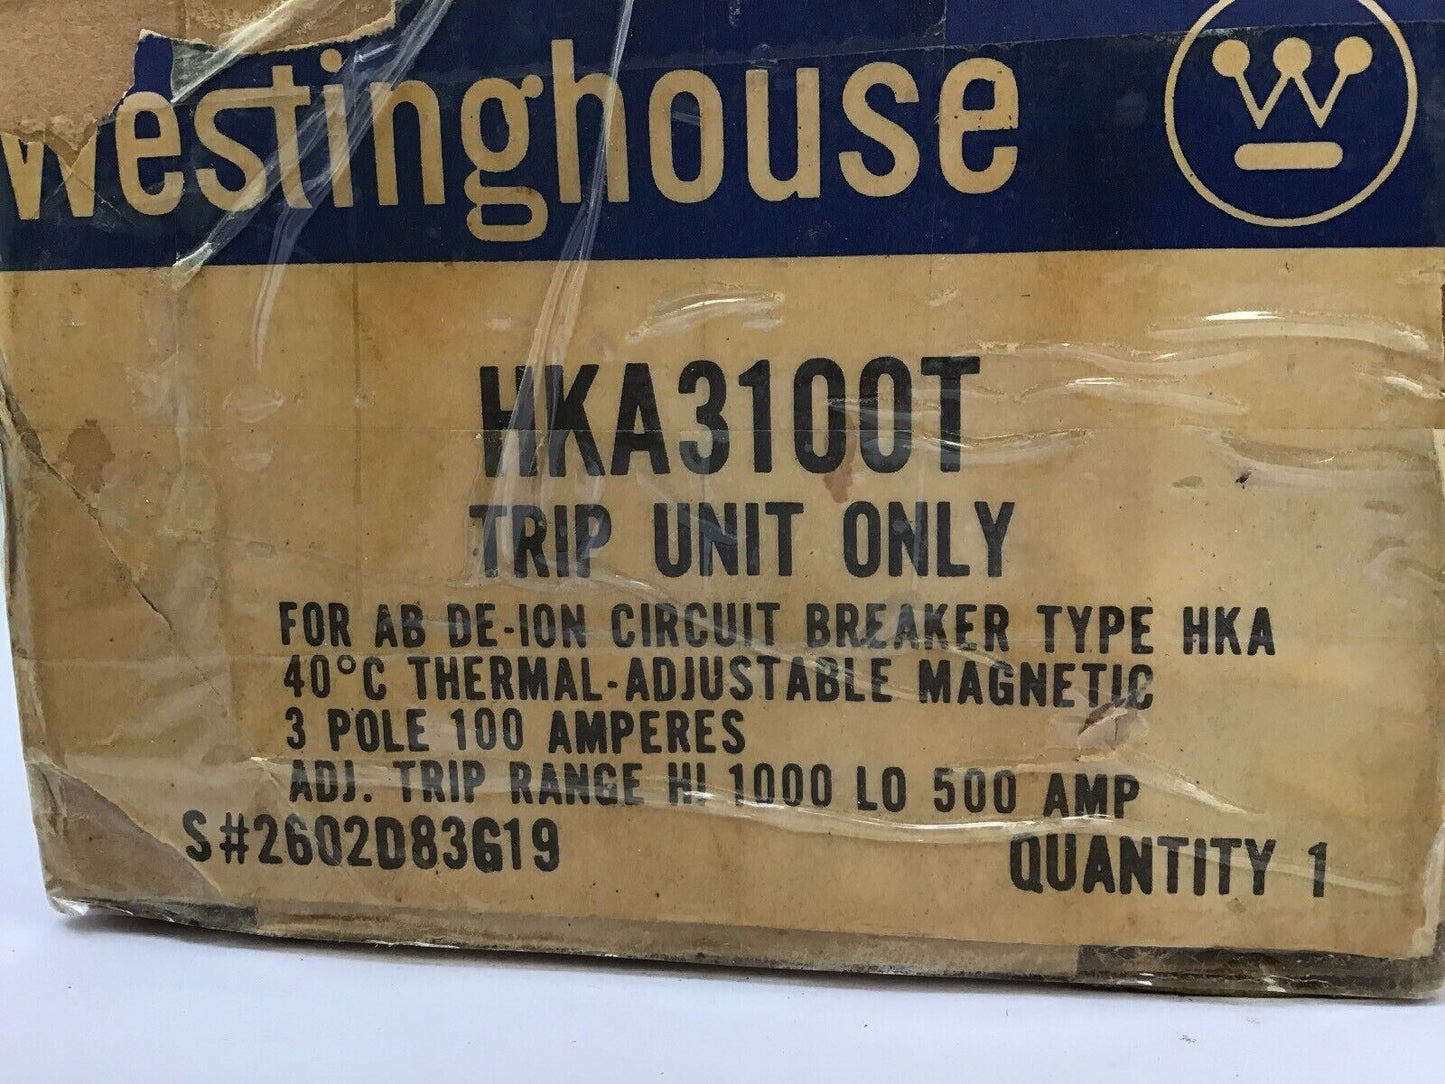 Westinghouse
W
HKA3100T
TRIP UNIT ONLY
FOR AB DE-ION CIRCUIT BREAKER TYPE HKA
40°C THERMAL-ADJUSTABLE MAGNETIC
3 POLE 100 AMPERES
ADJ. TRIP RANGE HI 1000 LO 500 AMP
S#2602D83G19
QUANTITY 1